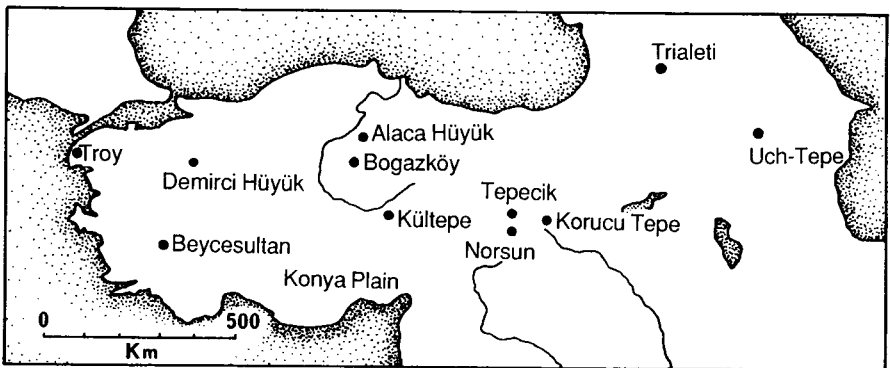 Trialeti
Alaca Hüyük
Troy
Bogazköy
Uch-Tepe
Demirci Hüyük
Tepecik
Kültepe
Korucu Tepe
Beycesultan
Norsun
Konya Plain
0 500
Km